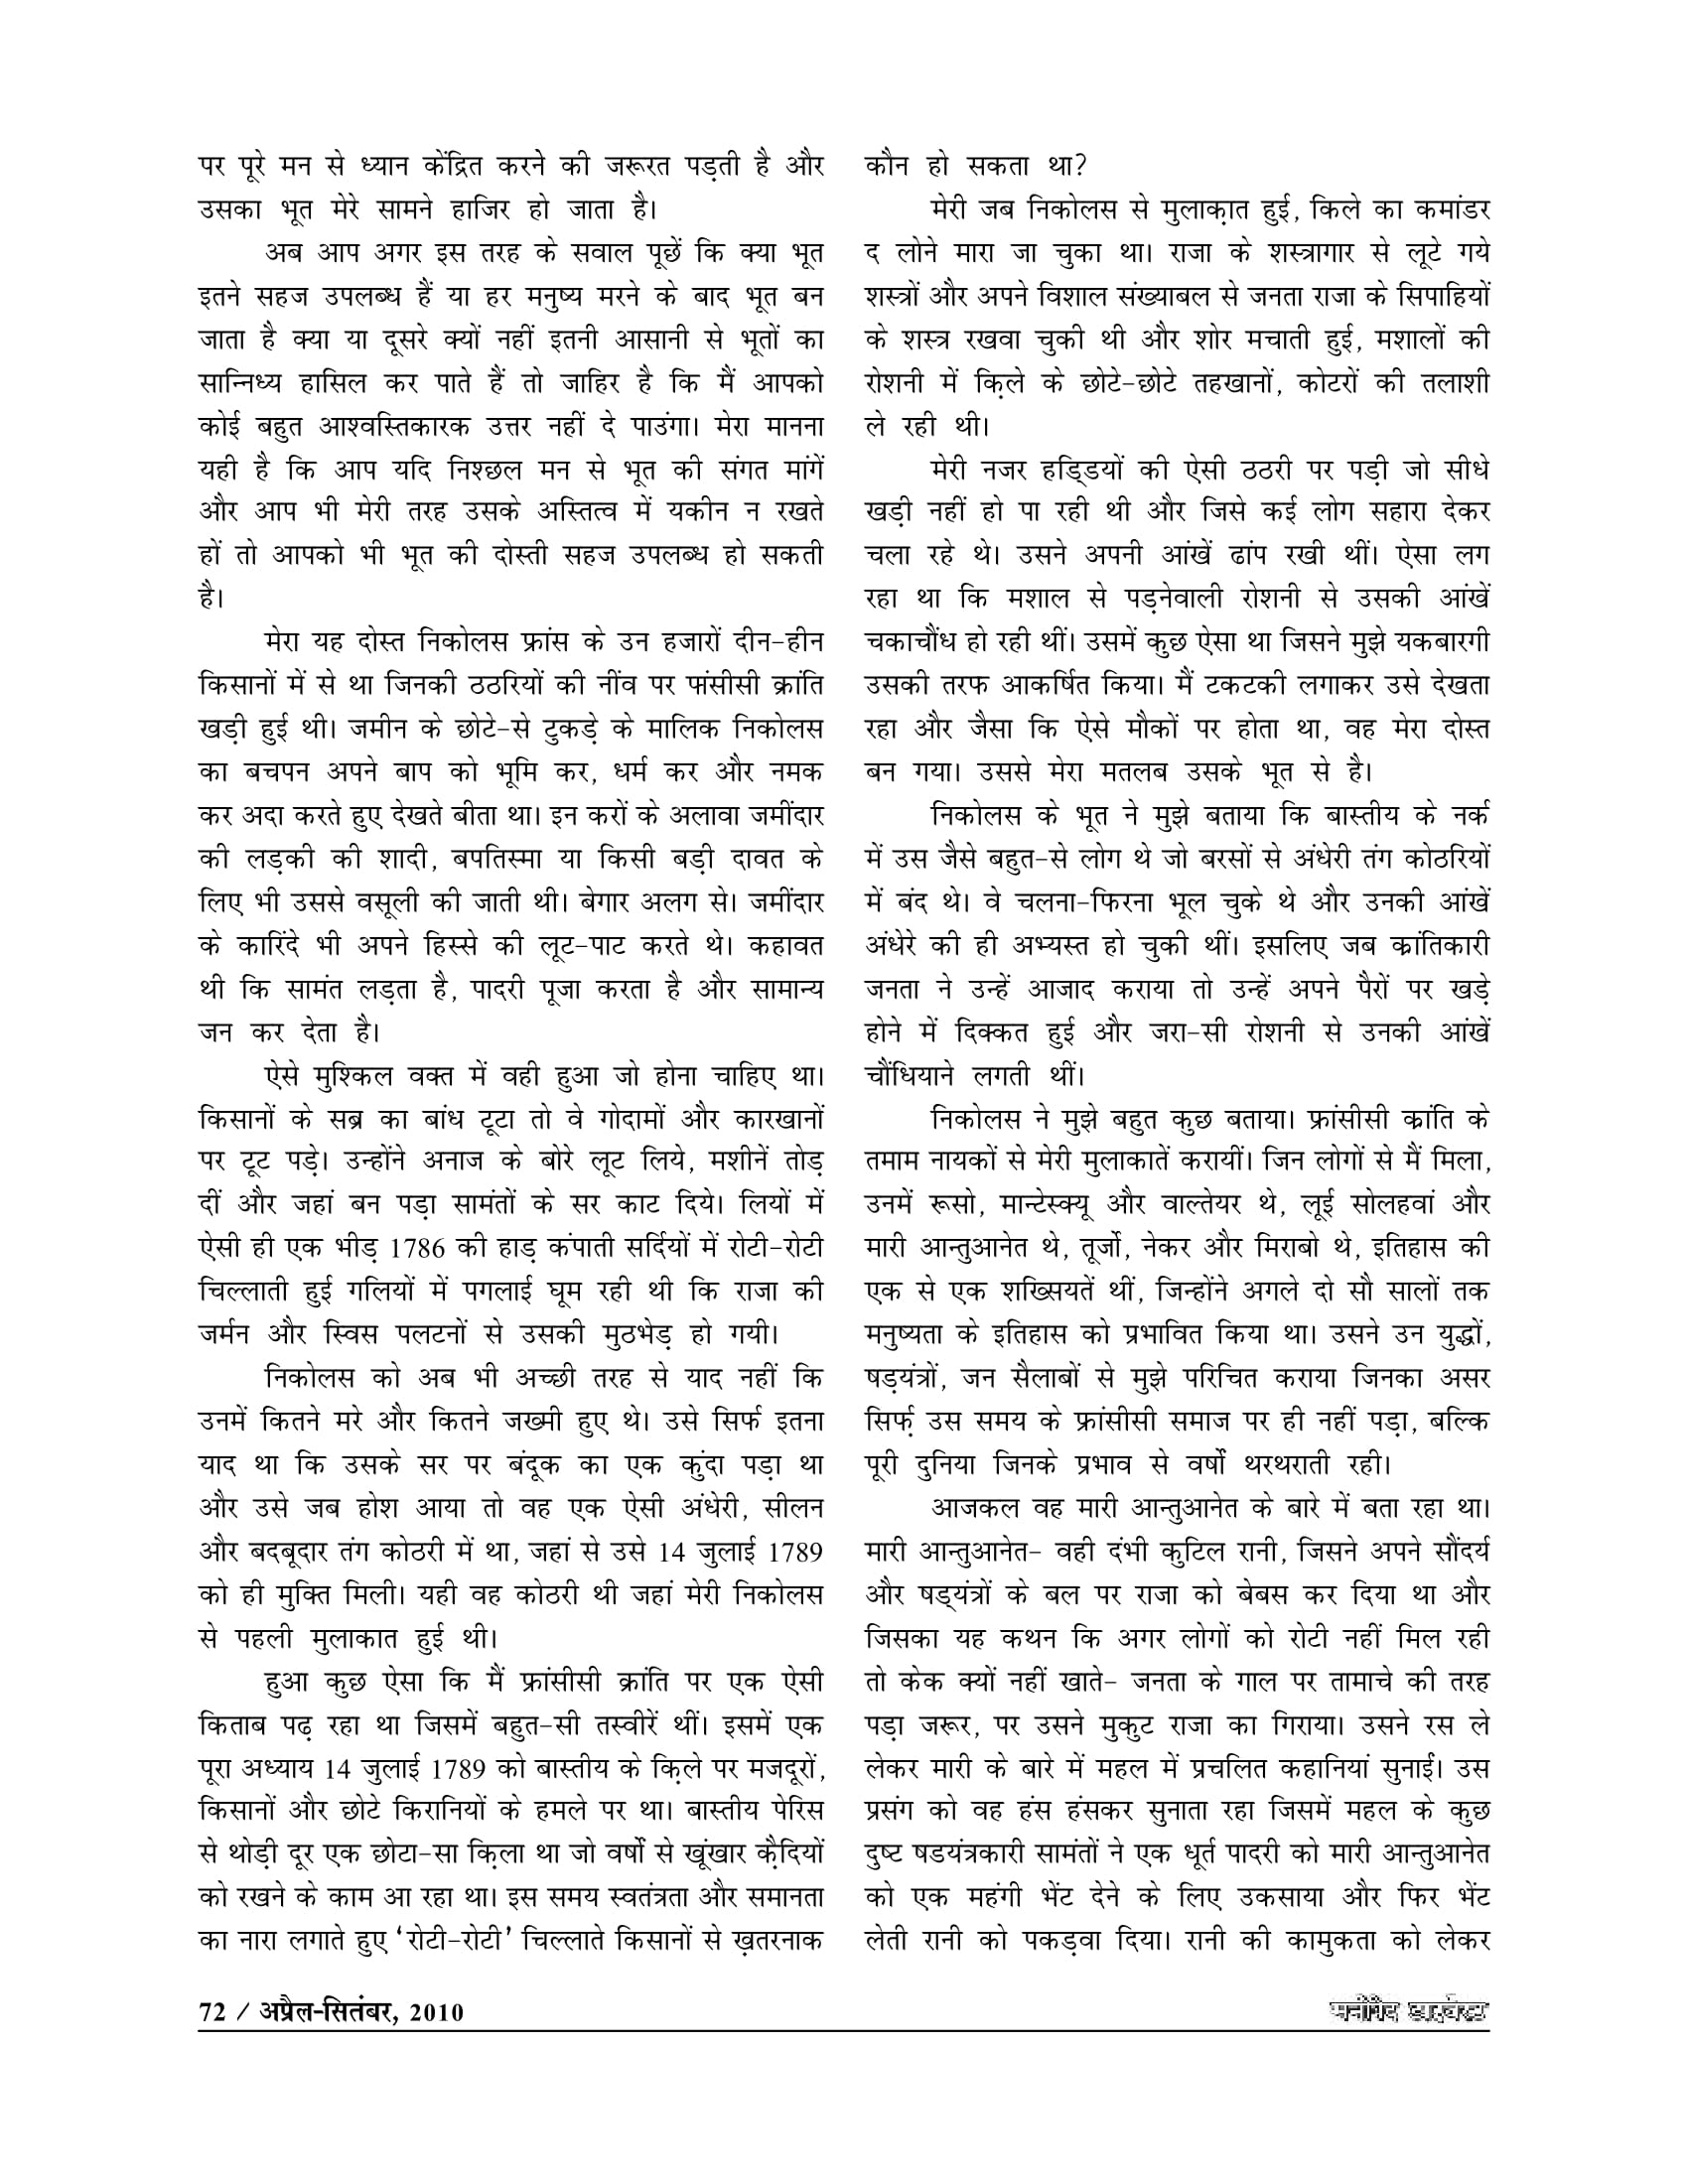 पर पूरे मन से ध्यान केंद्रित करने की जरूरत पड़ती है और
उसका भूत मेरे सामने हाजिर हो जाता है।
अब आप अगर इस तरह के सवाल पूछें कि क्या भूत
इतने सहज उपलब्ध हैं या हर मनुष्य मरने के बाद भूत बन
जाता है क्या या दूसरे क्यों नहीं इतनी आसानी से भूतों का
सान्निध्य हासिल कर पाते हैं तो जाहिर है कि मैं आपको
कोई बहुत आश्वस्तिकारक उत्तर नहीं दे पाउंगा। मेरा मानना
यही है कि आप यदि निश्छल मन से भूत की संगत मांगें
और आप भी मेरी तरह उसके अस्तित्व में यकीन न रखते
हों तो आपको भी भूत की दोस्ती सहज उपलब्ध हो सकती
है।
मेरा यह दोस्त निकोलस फ्रांस के उन हजारों दीन-हीन
किसानों में से था जिनकी ठठरियों की नींव पर फांसीसी क्रांति
खड़ी हुई थी। जमीन के छोटे-से टुकड़े के मालिक निकोलस
का बचपन अपने बाप को भूमि कर, धर्म कर और नमक
कर अदा करते हुए देखते बीता था। इन करों के अलावा जमींदार
की लड़की की शादी, बपतिस्मा या किसी बड़ी दावत के
लिए भी उससे वसूली की जाती थी। बेगार अलग से। जमींदार
के कारिंदे भी अपने हिस्से की लूट-पाट करते थे। कहावत
थी कि सामंत लड़ता है, पादरी पूजा करता है और सामान्य
जन कर देता है।
ऐसे मुश्किल वक्त में वही हुआ जो होना चाहिए था।
किसानों के सब्र का बांध टूटा तो वे गोदामों और कारखानों
पर टूट पड़े। उन्होंने अनाज के बोरे लूट लिये, मशीनें तोड़
दीं और जहां बन पड़ा सामंतों के सर काट दिये। लियों में
ऐसी ही एक भीड़ 1786 की हाड़ कंपाती सर्दियों में रोटी-रोटी
चिल्लाती हुई गलियों में पगलाई घूम रही थी कि राजा की
जर्मन और स्विस पलटनों से उसकी मुठभेड़ हो गयी।
निकोलस को अब भी अच्छी तरह से याद नहीं कि
उनमें कितने मरे और कितने जख्मी हुए थे। उसे सिर्फ इतना
याद था कि उसके सर पर बंदूक का एक कुंदा पड़ा था
और उसे जब होश आया तो वह एक ऐसी अंधेरी, सीलन
और बदबूदार तंग कोठरी में था, जहां से उसे 14 जुलाई 1789
को ही मुक्ति मिली। यही वह कोठरी थी जहां मेरी निकोलस
से पहली मुलाकात हुई थी।
हुआ कुछ ऐसा कि मैं फ्रांसीसी क्रांति पर एक ऐसी
किताब पढ़ रहा था जिसमें बहुत-सी तस्वीरें थीं। इसमें एक
पूरा अध्याय 14 जुलाई 1789 को बास्तीय के क़िले पर मजदूरों,
किसानों और छोटे किरानियों के हमले पर था। बास्तीय पेरिस
से थोड़ी दूर एक छोटा-सा क़िला था जो वर्षों से खूंखार क़ैदियों
को रखने के काम आ रहा था। इस समय स्वतंत्रता और समानता
का नारा लगाते हुए ‘रोटी-रोटी’ चिल्लाते किसानों से ख़तरनाक
कौन हो सकता था?
मेरी जब निकोलस से मुलाक़ात हुई, किले का कमांडर
द लोने मारा जा चुका था। राजा के शस्त्रागार से लूटे गये
शस्त्रों और अपने विशाल संख्याबल से जनता राजा के सिपाहियों
के शस्त्र रखवा चुकी थी और शोर मचाती हुई, मशालों की
रोशनी में क़िले के छोटे-छोटे तहखानों, कोटरों की तलाशी
ले रही थी।
मेरी नजर हड्डियों की ऐसी ठठरी पर पड़ी जो सीधे
खड़ी नहीं हो पा रही थी और जिसे कई लोग सहारा देकर
चला रहे थे। उसने अपनी आंखें ढांप रखी थीं। ऐसा लग
रहा था कि मशाल से पड़नेवाली रोशनी से उसकी आंखें
चकाचौंध हो रही थीं। उसमें कुछ ऐसा था जिसने मुझे यकबारगी
उसकी तरफ आकर्षित किया। मैं टकटकी लगाकर उसे देखता
रहा और जैसा कि ऐसे मौकों पर होता था, वह मेरा दोस्त
बन गया। उससे मेरा मतलब उसके भूत से है।
निकोलस के भूत ने मुझे बताया कि बास्तीय के नर्क
में उस जैसे बहुत-से लोग थे जो बरसों से अंधेरी तंग कोठरियों
में बंद थे। वे चलना-फिरना भूल चुके थे और उनकी आंखें
अंधेरे की ही अभ्यस्त हो चुकी थीं। इसलिए जब क्रांतिकारी
जनता ने उन्हें आजाद कराया तो उन्हें अपने पैरों पर खड़े
होने में दिक्कत हुई और जरा-सी रोशनी से उनकी आंखें
चौंधियाने लगती थीं।
निकोलस ने मुझे बहुत कुछ बताया। फ्रांसीसी क्रांति के
तमाम नायकों से मेरी मुलाकातें करायीं। जिन लोगों से मैं मिला,
उनमें रूसो, मान्टेस्क्यू और वाल्तेयर थे, लूई सोलहवां और
मारी आन्तुआनेत थे, तूर्जो, नेकर और मिराबो थे, इतिहास की
एक से एक शख्सियतें थीं, जिन्होंने अगले दो सौ सालों तक
मनुष्यता के इतिहास को प्रभावित किया था। उसने उन युद्धों,
षड़यंत्रों, जन सैलाबों से मुझे परिचित कराया जिनका असर
सिर्फ़ उस समय के फ्रांसीसी समाज पर ही नहीं पड़ा, बल्कि
पूरी दुनिया जिनके प्रभाव से वर्षों थरथराती रही।
आजकल वह मारी आन्तुआनेत के बारे में बता रहा था।
मारी आन्तुआनेत- वही दंभी कुटिल रानी, जिसने अपने सौंदर्य
और षड्यंत्रों के बल पर राजा को बेबस कर दिया था और
जिसका यह कथन कि अगर लोगों को रोटी नहीं मिल रही
तो केक क्यों नहीं खाते- जनता के गाल पर तामाचे की तरह
पड़ा जरूर, पर उसने मुकुट राजा का गिराया। उसने रस ले
लेकर मारी के बारे में महल में प्रचलित कहानियां सुनाईं। उस
प्रसंग को वह हंस हंसकर सुनाता रहा जिसमें महल के कुछ
दुष्ट षडयंत्रकारी सामंतों ने एक धूर्त पादरी को मारी आन्तुआनेत
को एक महंगी भेंट देने के लिए उकसाया और फिर भेंट
लेती रानी को पकड़वा दिया। रानी की कामुकता को लेकर
72 / अप्रैल-सितंबर, 2010